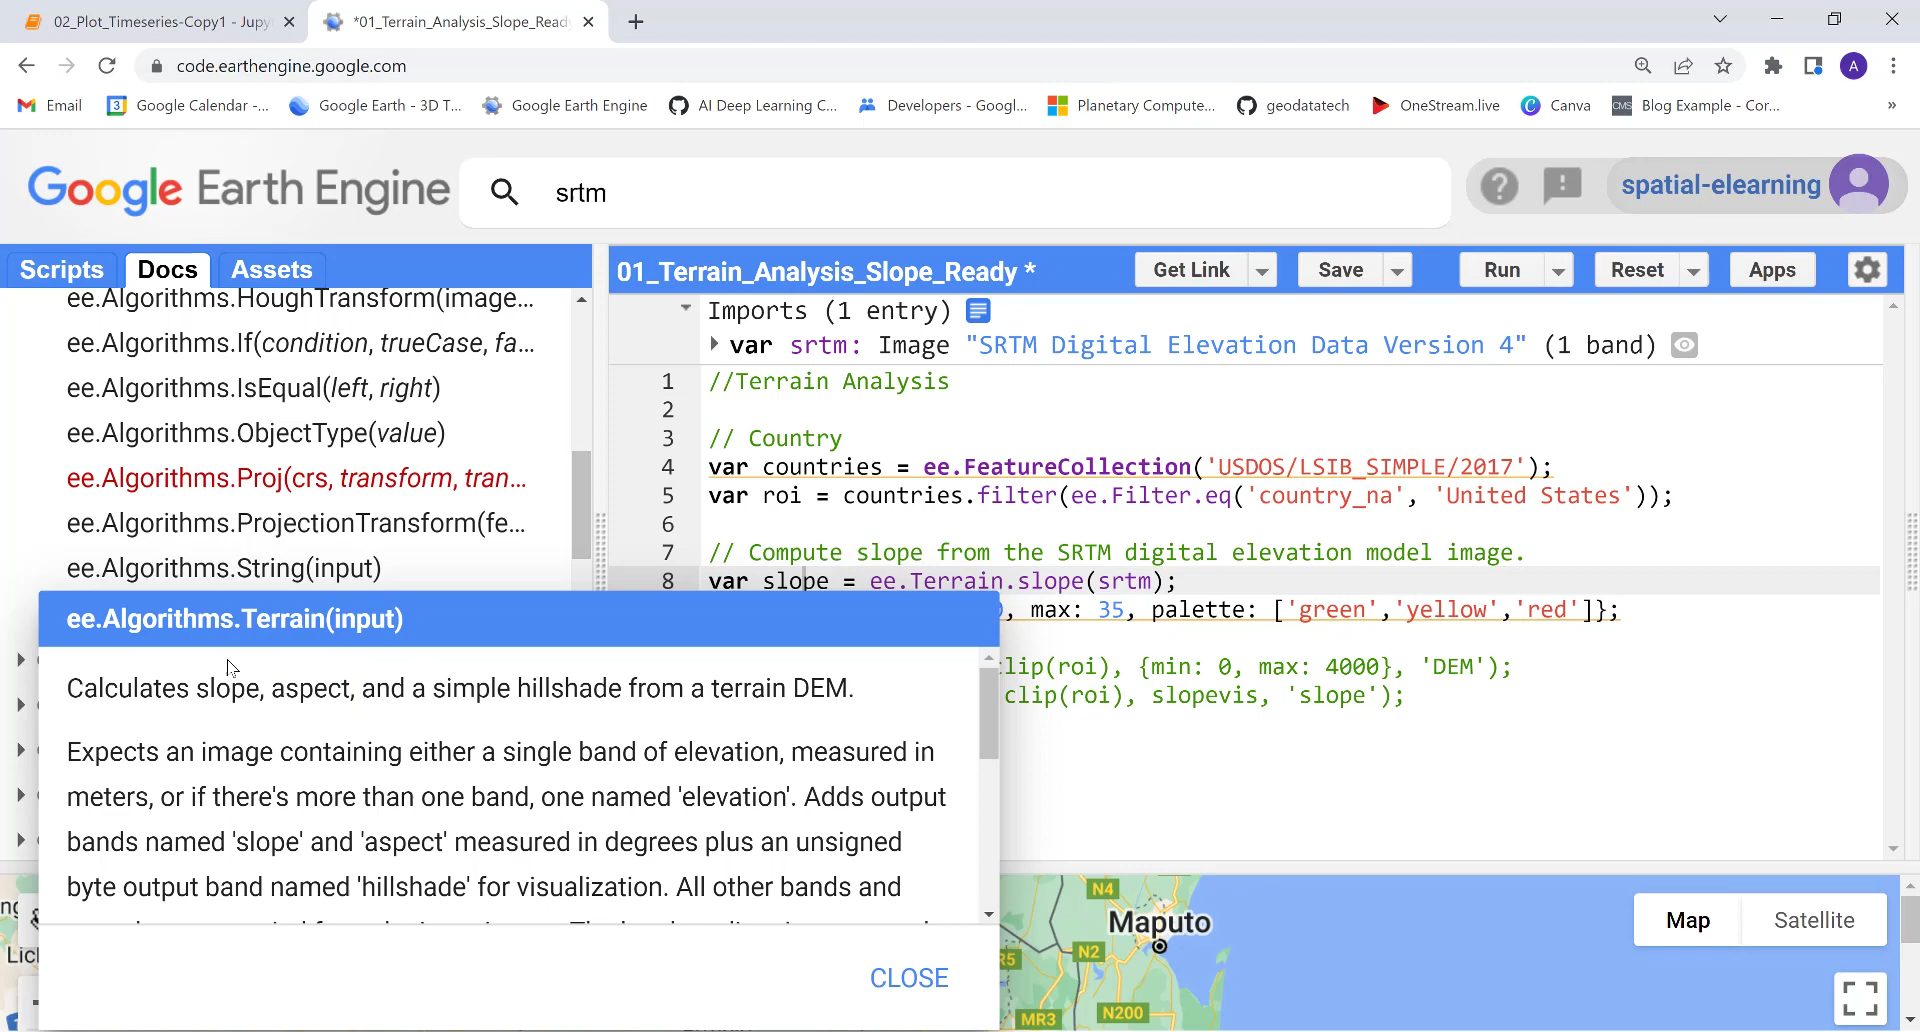 02_Plot_Timeseries-Copy1 - Jupy
*01_Terrain_Analysis_Slope_Read
code.earthengine.google.com
A
Email
3 Google Calendar -...
Google Earth - 3D T...
Google Earth Engine
AI Deep Learning C...
Developers - Googl...
Planetary Compute...
geodatatech
OneStream.live
Canva
CMS Blog Example - Cor...
»
Google Earth Engine
srtm
spatial-elearning
Scripts Docs Assets
01_Terrain_Analysis_Slope_Ready *
Get Link Save Run Reset Apps
ee.Algorithms.HoughTransform(image...
ee.Algorithms.If(condition, trueCase, fa...
ee.Algorithms.IsEqual(left, right)
ee.Algorithms.ObjectType(value)
ee.Algorithms.Proj(crs, transform, tran...
ee.Algorithms.ProjectionTransform(fe...
ee.Algorithms.String(input)
Imports (1 entry)
var srtm: Image "SRTM Digital Elevation Data Version 4" (1 band)
1 //Terrain Analysis
2
3 // Country
4 var countries = ee.FeatureCollection('USDOS/LSIB_SIMPLE/2017');
5 var roi = countries.filter(ee.Filter.eq('country_na', 'United States'));
6
7 // Compute slope from the SRTM digital elevation model image.
8 var slope = ee.Terrain.slope(srtm);
, max: 35, palette: ['green','yellow','red']};
clip(roi), {min: 0, max: 4000}, 'DEM');
clip(roi), slopevis, 'slope');
ee.Algorithms.Terrain(input)
Calculates slope, aspect, and a simple hillshade from a terrain DEM.
Expects an image containing either a single band of elevation, measured in
meters, or if there's more than one band, one named 'elevation'. Adds output
bands named 'slope' and 'aspect' measured in degrees plus an unsigned
byte output band named 'hillshade' for visualization. All other bands and
CLOSE
N4
Maputo
N2
R5
N200
MR3
Map Satellite